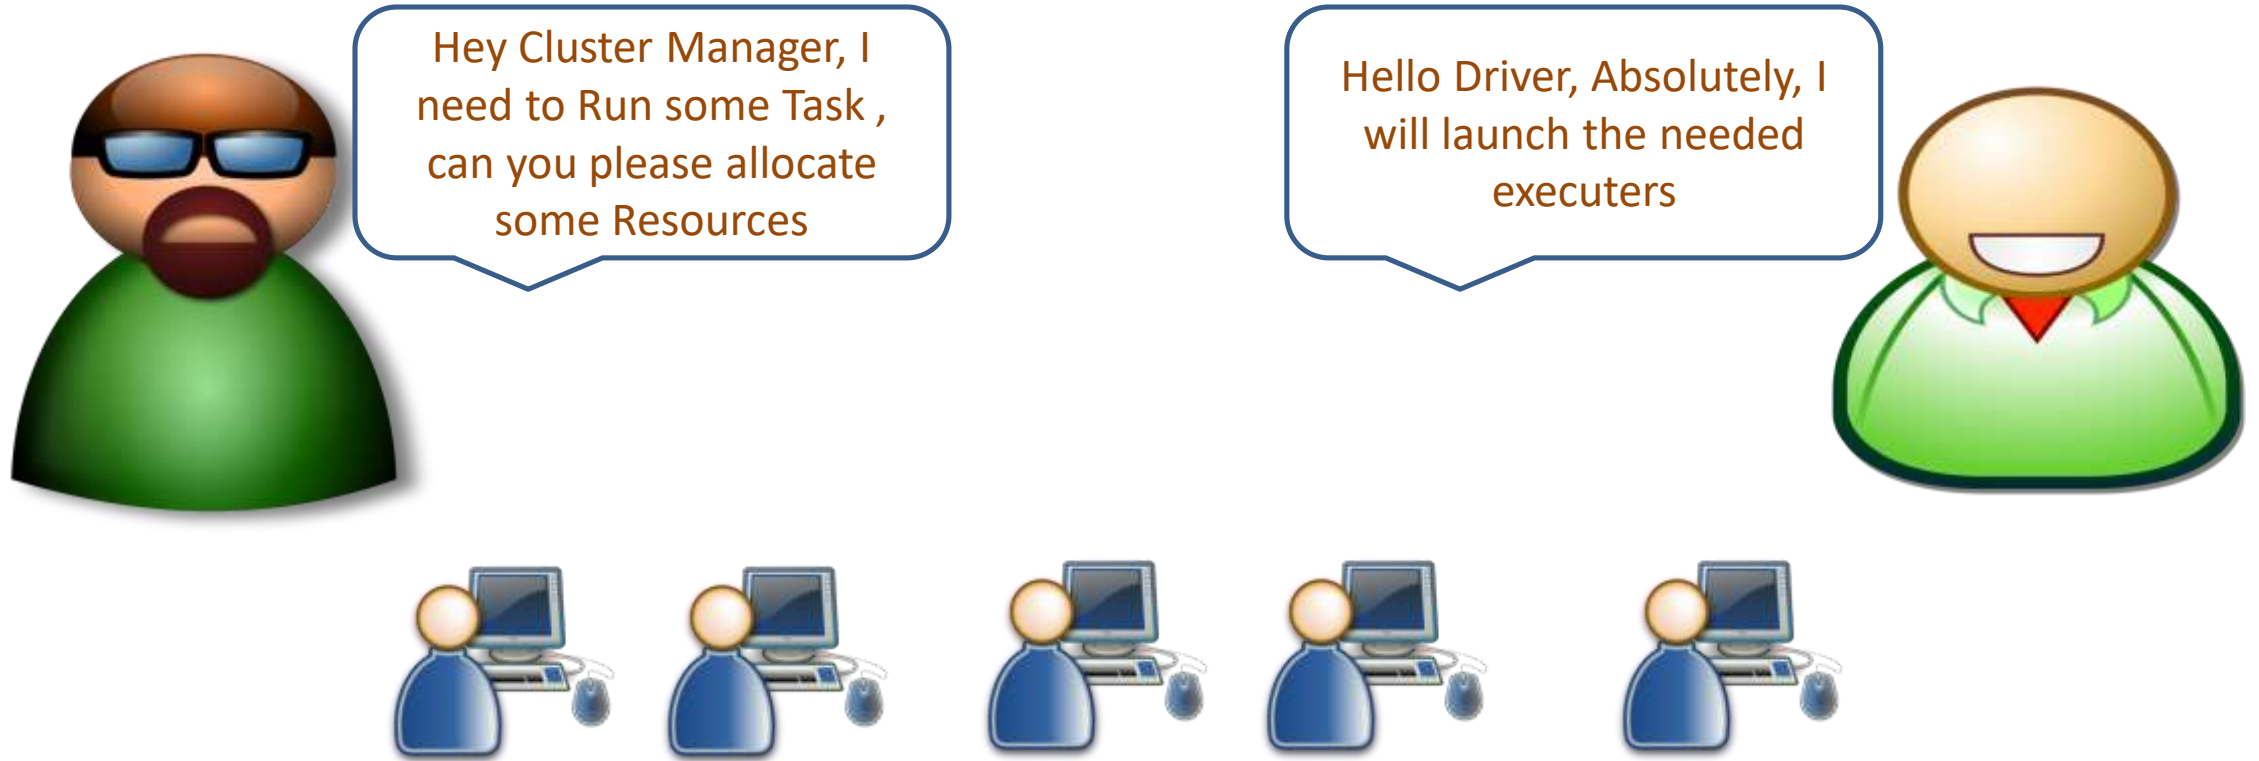 Hey Cluster Manager, I
need to Run some Task ,
can you please allocate
some Resources
Hello Driver, Absolutely, I
will launch the needed
executers